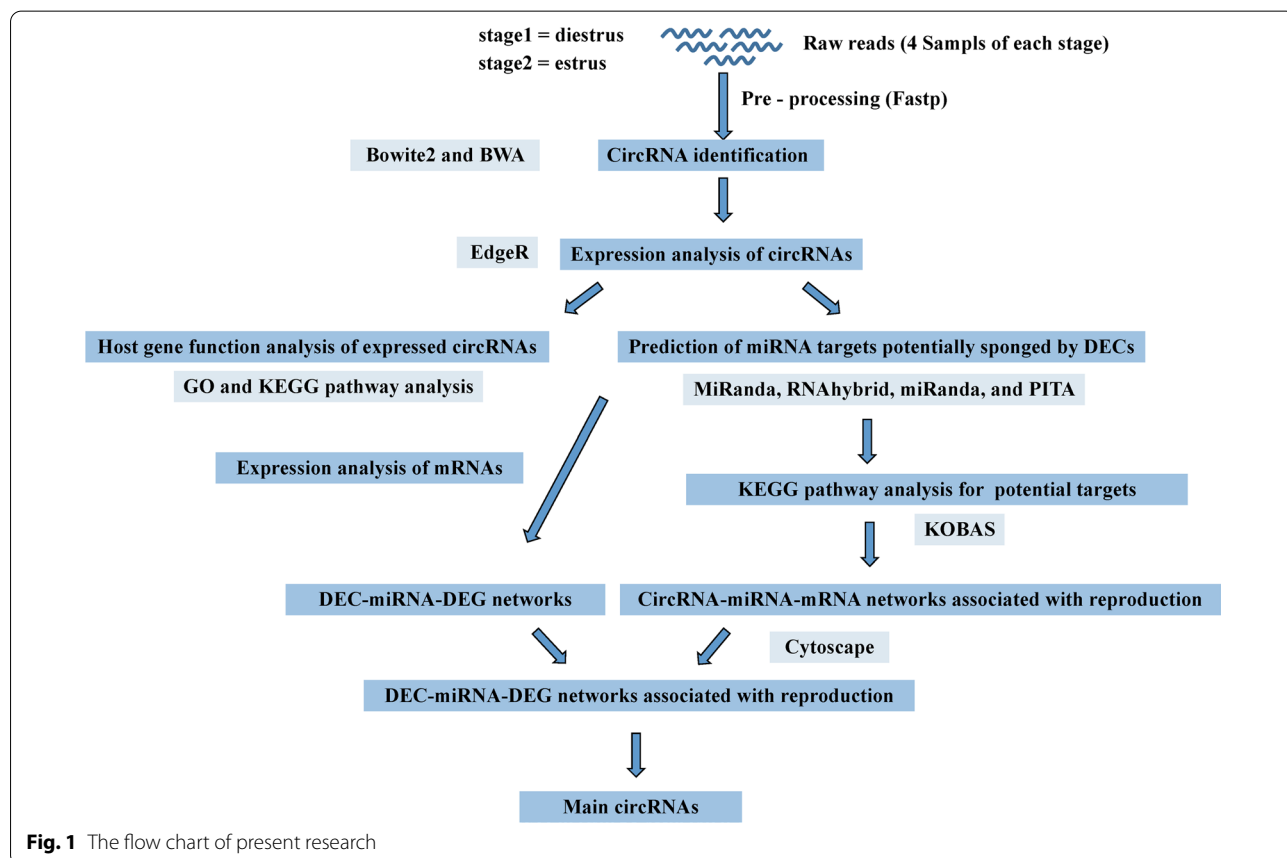 stage1 = diestrus
stage2 = estrus
Raw reads (4 Sampls of each stage)
Pre - processing (Fastp)
Bowite2 and BWA
CircRNA identification
EdgeR
Expression analysis of circRNAs
Host gene function analysis of expressed circRNAs
Prediction of miRNA targets potentially sponged by DECs
GO and KEGG pathway analysis
MiRanda, RNAhybrid, miRanda, and PITA
Expression analysis of mRNAs
KEGG pathway analysis for potential targets
KOBAS
DEC-miRNA-DEG networks
CircRNA-miRNA-mRNA networks associated with reproduction
Cytoscape
DEC-miRNA-DEG networks associated with reproduction
Main circRNAs
Fig. 1 The flow chart of present research